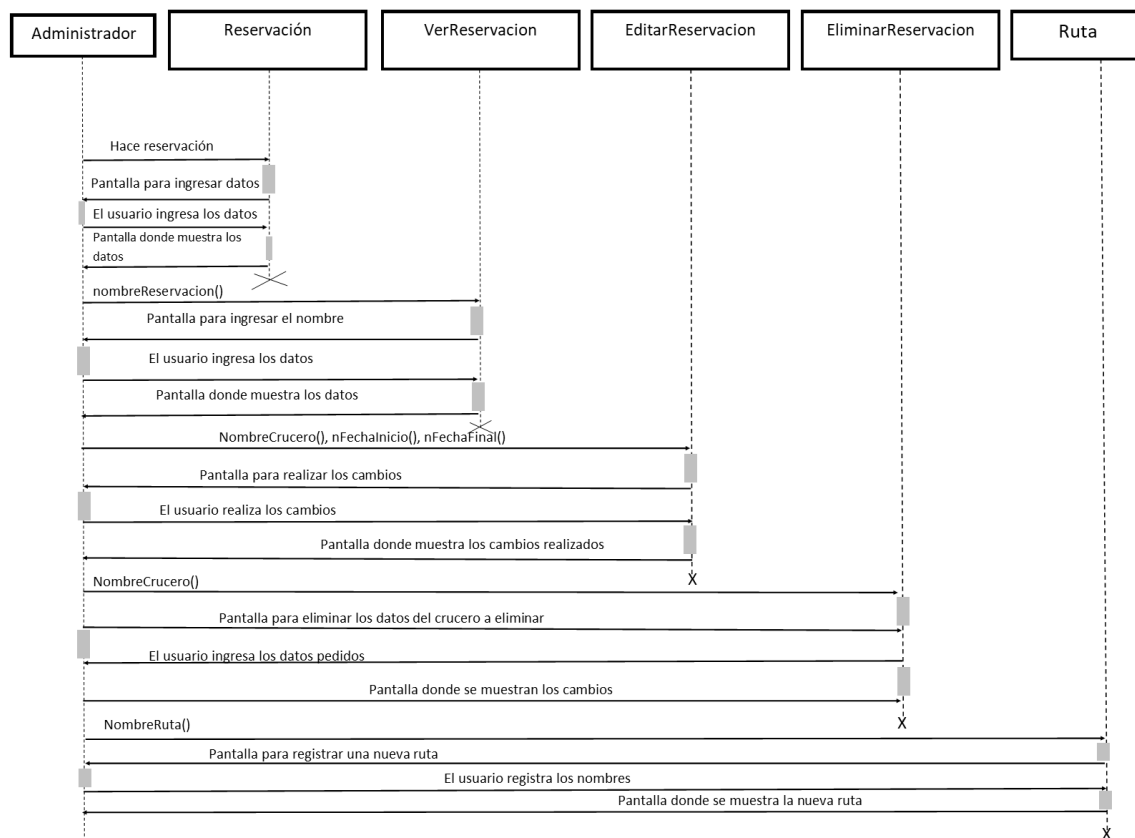 Administrador
Reservación
VerReservacion
EditarReservacion
EliminarReservacion
Ruta
Hace reservación
Pantalla para ingresar datos
El usuario ingresa los datos
Pantalla donde muestra los
datos
nombreReservacion()
Pantalla para ingresar el nombre
El usuario ingresa los datos
Pantalla donde muestra los datos
NombreCrucero(), nFechaInicio(), nFechaFinal()
Pantalla para realizar los cambios
El usuario realiza los cambios
Pantalla donde muestra los cambios realizados
X
NombreCrucero()
Pantalla para eliminar los datos del crucero a eliminar
El usuario ingresa los datos pedidos
Pantalla donde se muestran los cambios
X
NombreRuta()
Pantalla para registrar una nueva ruta
El usuario registra los nombres
Pantalla donde se muestra la nueva ruta
X